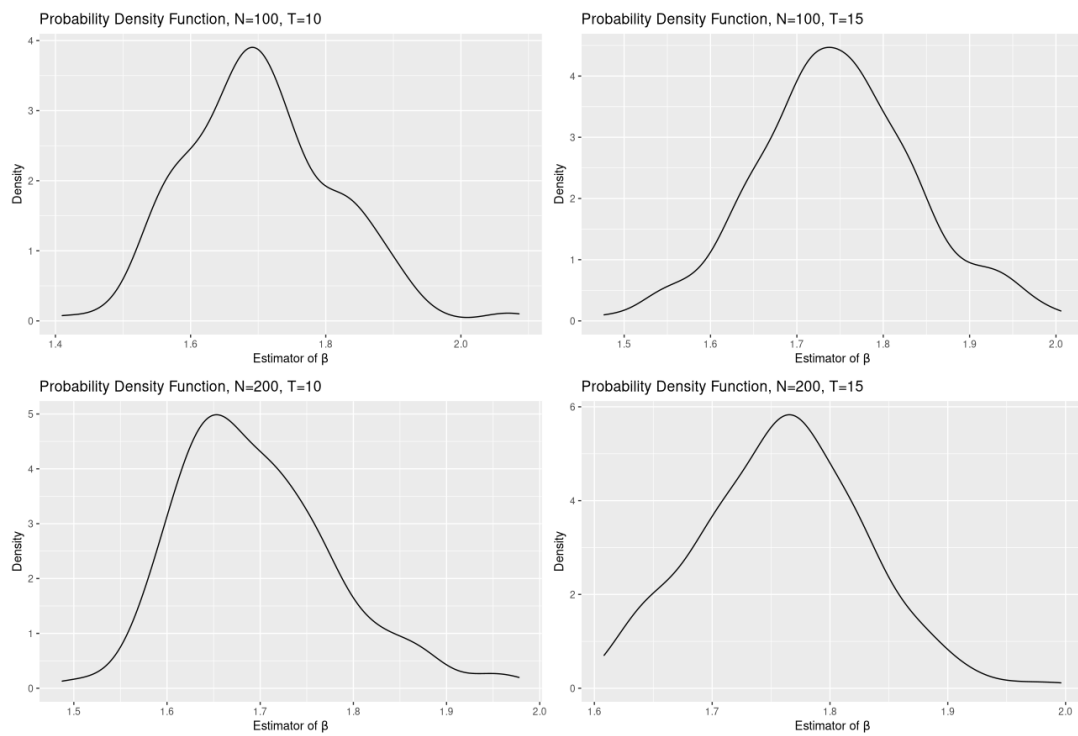 Probability Density Function, N=100, T=10
Density
4
3
2
1
0
1.4 1.6 1.8 2.0
Estimator of β
Probability Density Function, N=100, T=15
Density
4
3
2
1
0
1.5 1.6 1.7 1.8 1.9 2.0
Estimator of β
Probability Density Function, N=200, T=10
Density
5
4
3
2
1
0
1.5 1.6 1.7 1.8 1.9 2.0
Estimator of β
Probability Density Function, N=200, T=15
Density
6
4
2
0
1.6 1.7 1.8 1.9 2.0
Estimator of β